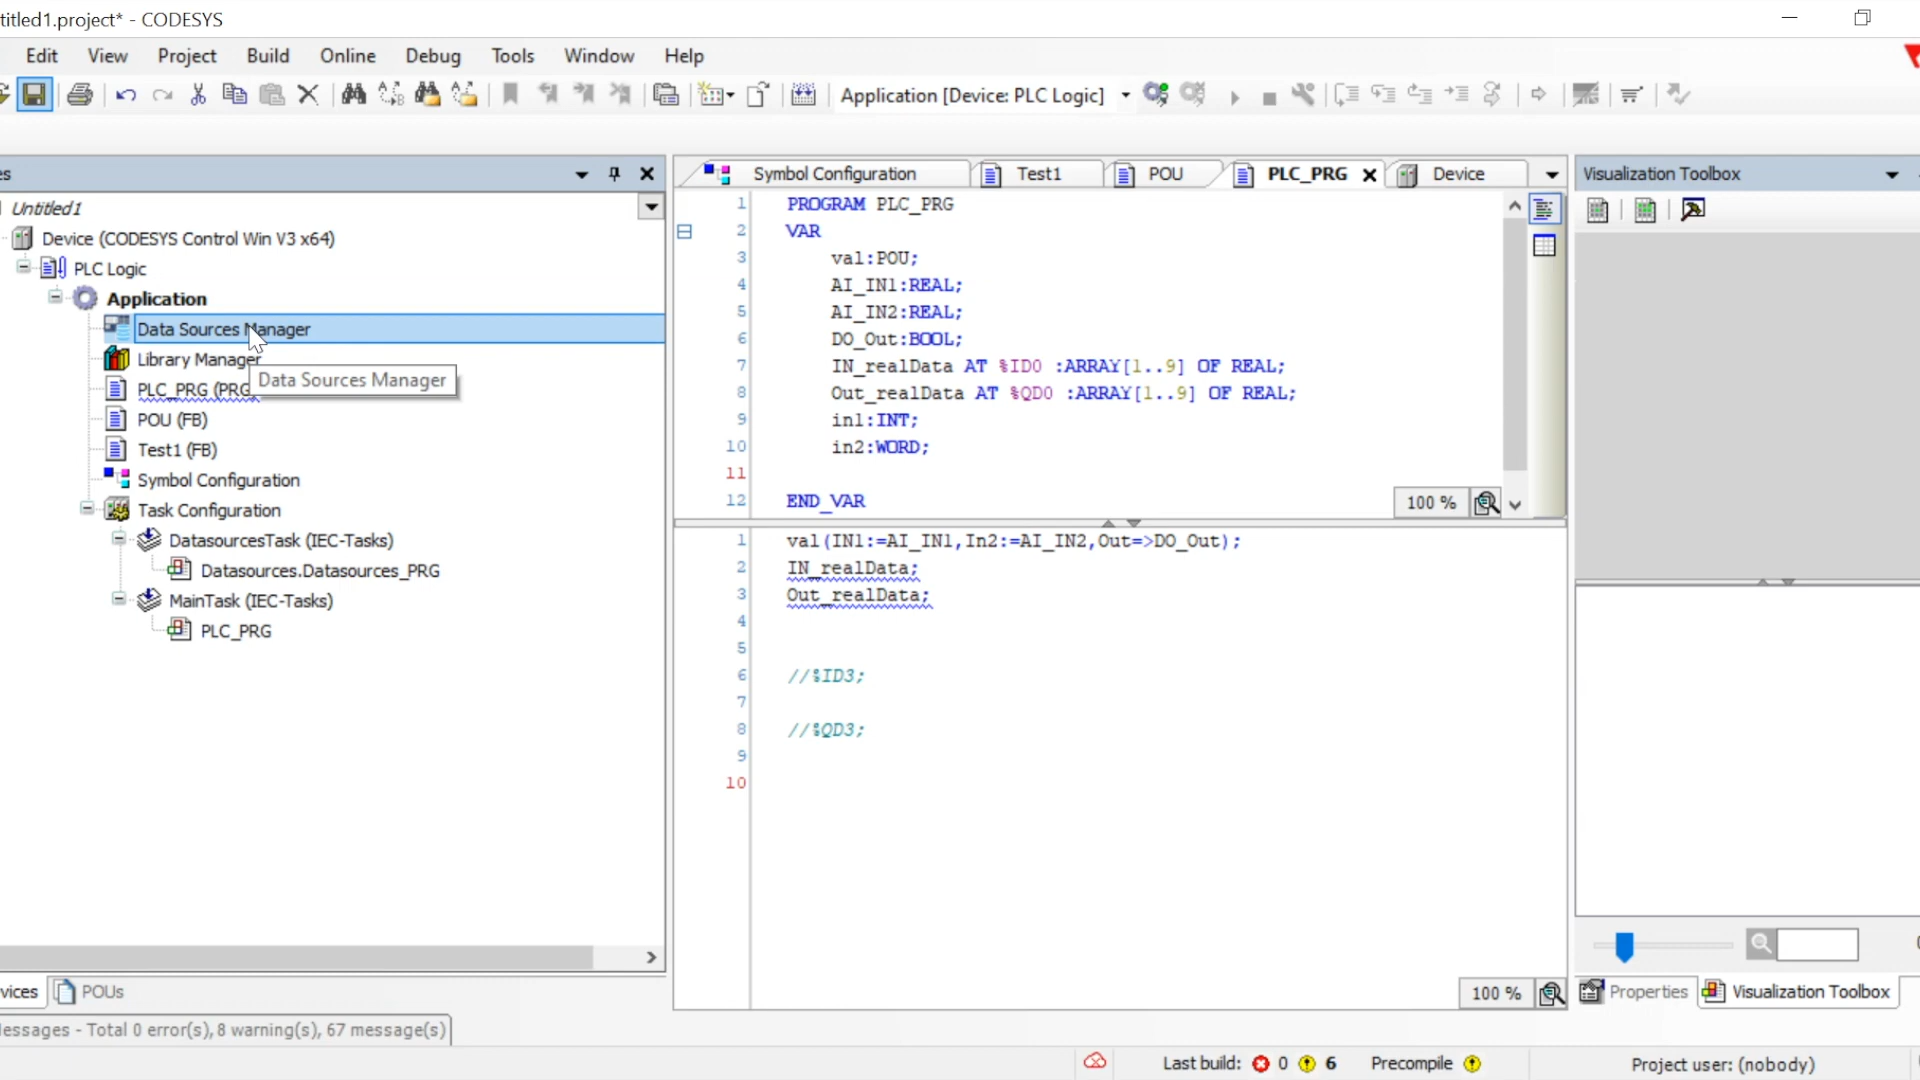 titled1.project* - CODESYS
Edit View Project Build Online Debug Tools Window Help
Application [Device: PLC Logic]
es
Untitled1
Device (CODESYS Control Win V3 x64)
PLC Logic
Application
Data Sources Manager
Library Manager
Data Sources Manager
PLC_PRG (PRG
POU (FB)
Test1 (FB)
Symbol Configuration
Task Configuration
DatasourcesTask (IEC-Tasks)
Datasources.Datasources_PRG
MainTask (IEC-Tasks)
PLC_PRG
vices POUs
Messages - Total 0 error(s), 8 warning(s), 67 message(s)
Symbol Configuration Test1 POU PLC_PRG Device
1 PROGRAM PLC_PRG
2 VAR
3 val:POU;
4 AI_IN1:REAL;
5 AI_IN2:REAL;
6 DO_Out:BOOL;
7 IN_realData AT %ID0 :ARRAY[1..9] OF REAL;
8 Out_realData AT %QD0 :ARRAY[1..9] OF REAL;
9 in1:INT;
10 in2:WORD;
11
12 END_VAR
100 %
1 val(IN1:=AI_IN1,In2:=AI_IN2,Out=>DO_Out);
2 IN_realData;
3 Out_realData;
4
5
6 //%ID3;
7
8 //%QD3;
9
10
100 %
Visualization Toolbox
Properties Visualization Toolbox
Last build: 0 6 Precompile Project user: (nobody)